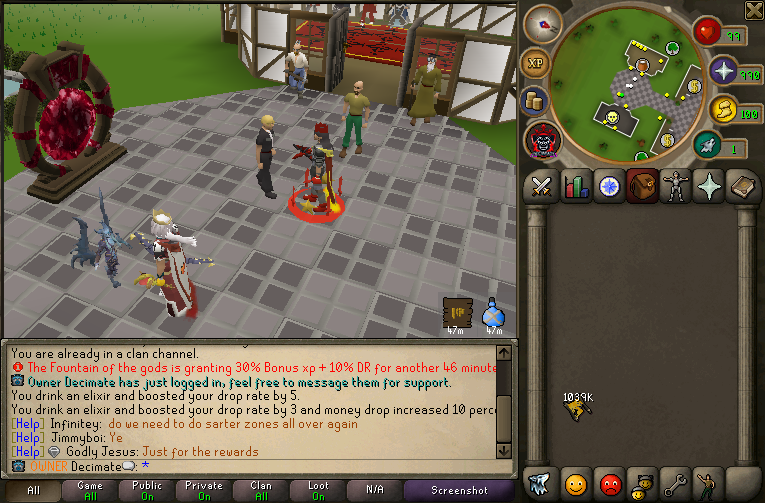 XP
99
990
100
1
47m
47m
You are already in a clan channel.
The Fountain of the gods is granting 30% Bonus xp + 10% DR for another 46 minute
Owner Decimate has just logged in, feel free to message them for support.
You drink an elixir and boosted your drop rate by 5.
You drink an elixir and boosted your drop rate by 3 and money drop increased 10 perce
[Help] Infinitey: do we need to do sarter zones all over again
[Help] Jimmyboi: Ye
[Help] Godly Jesus: Just for the rewards
OWNER Decimate: *
1039K
All
Game
All
Public
On
Private
On
Clan
All
Loot
On
N/A
Screenshot